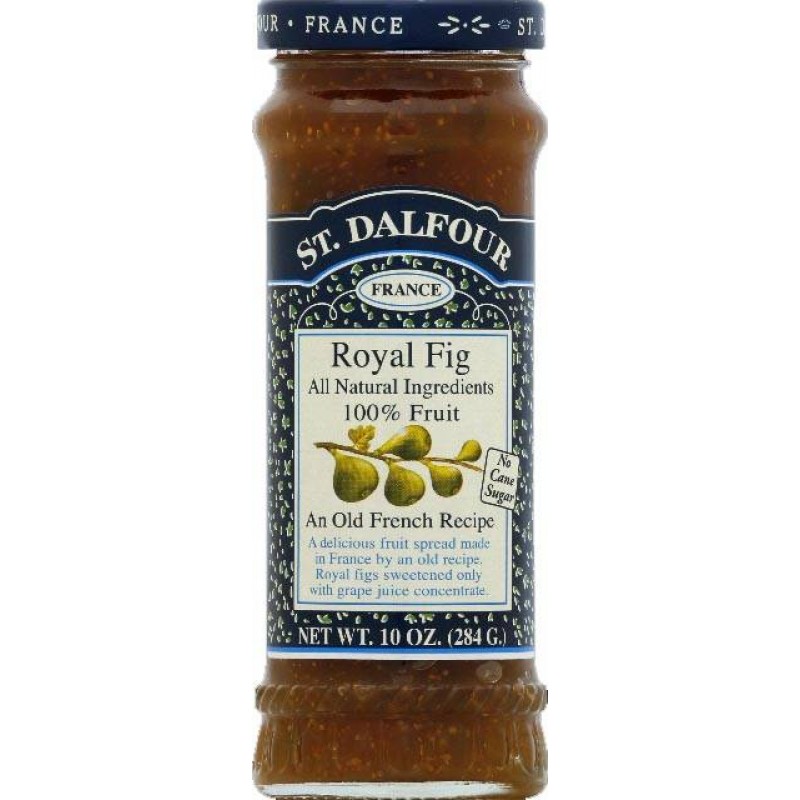 OUR • FRANCE ST. D
ST. DALFOUR
FRANCE
Royal Fig
All Natural Ingredients
100% Fruit
No
Cane
Sugar
An Old French Recipe
A delicious fruit spread made
in France by an old recipe.
Royal figs sweetened only
with grape juice concentrate.
NET WT. 10 OZ. (284 G.)